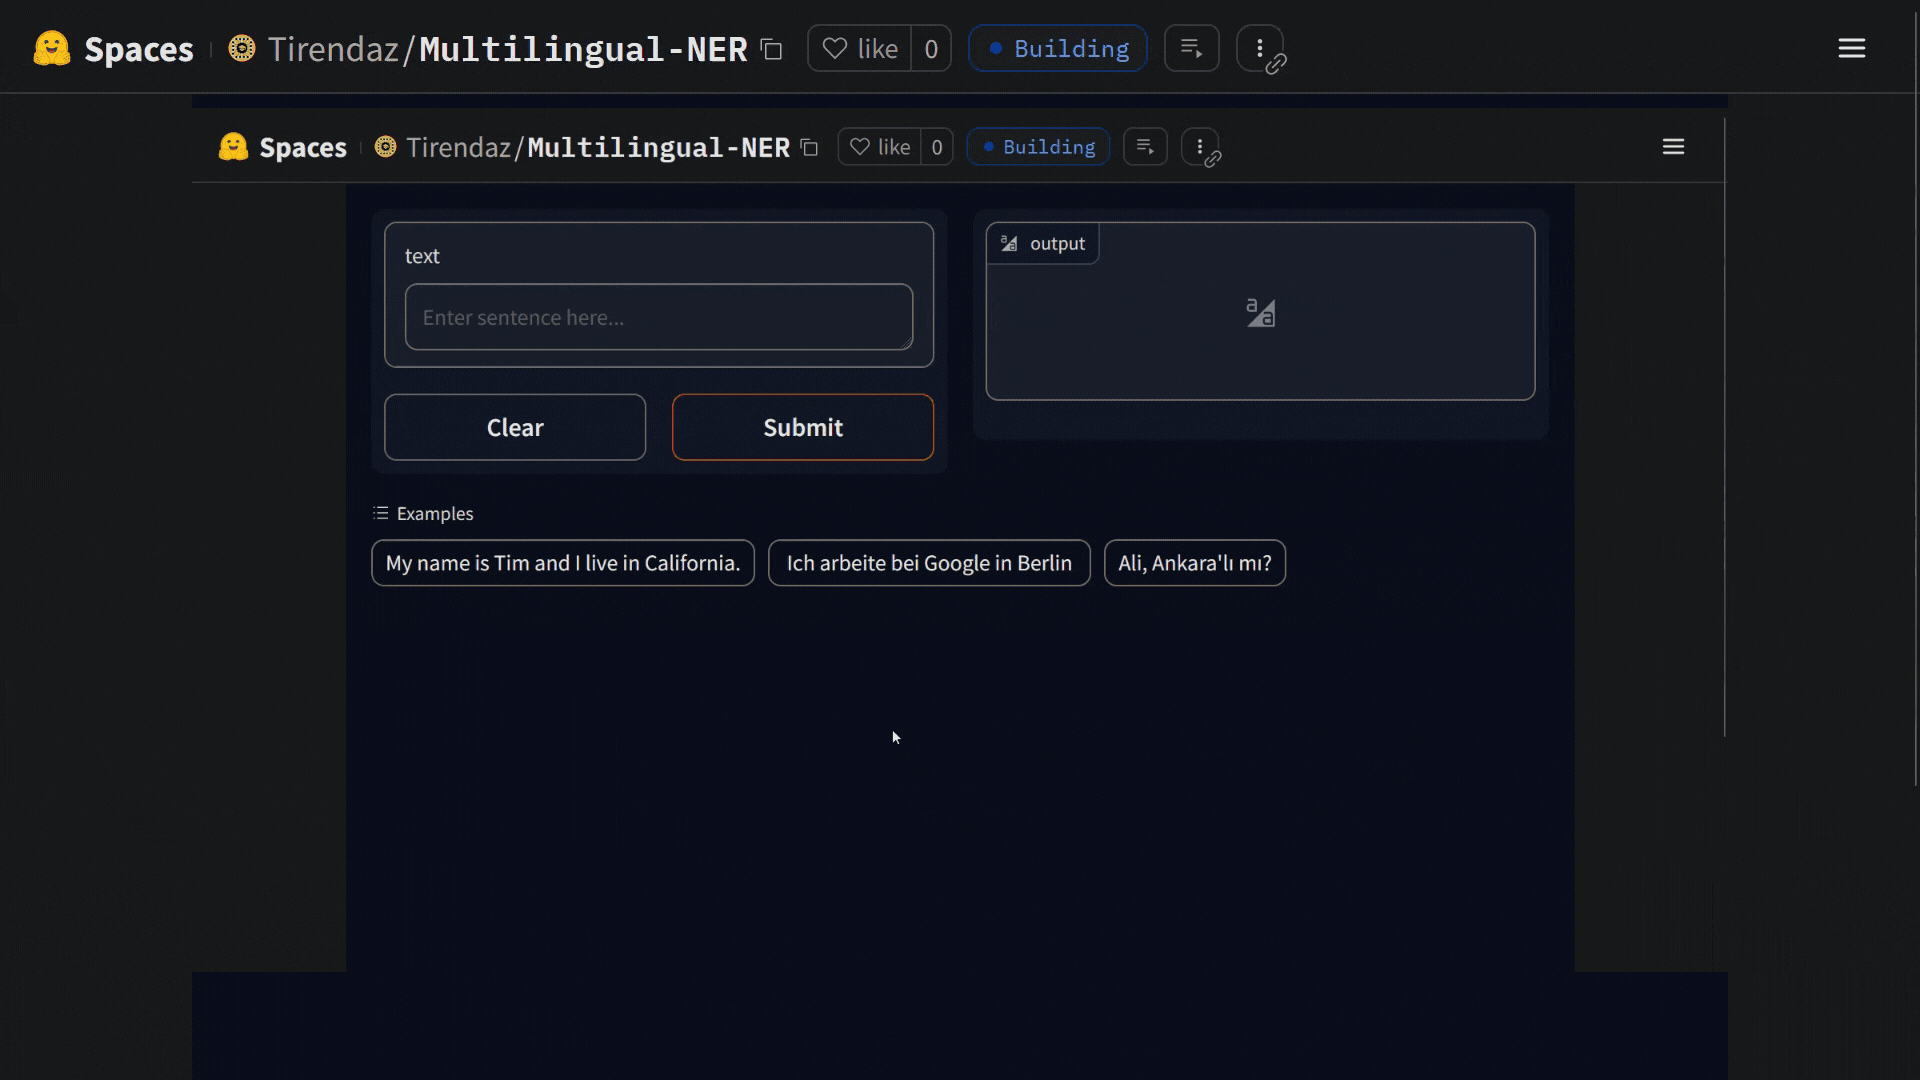 Spaces Tirendaz/Multilingual-NER like 0 Building
Spaces Tirendaz/Multilingual-NER like 0 Building
text
Enter sentence here...
Clear
Submit
output
Examples
My name is Tim and I live in California.
Ich arbeite bei Google in Berlin
Ali, Ankara'lı mı?